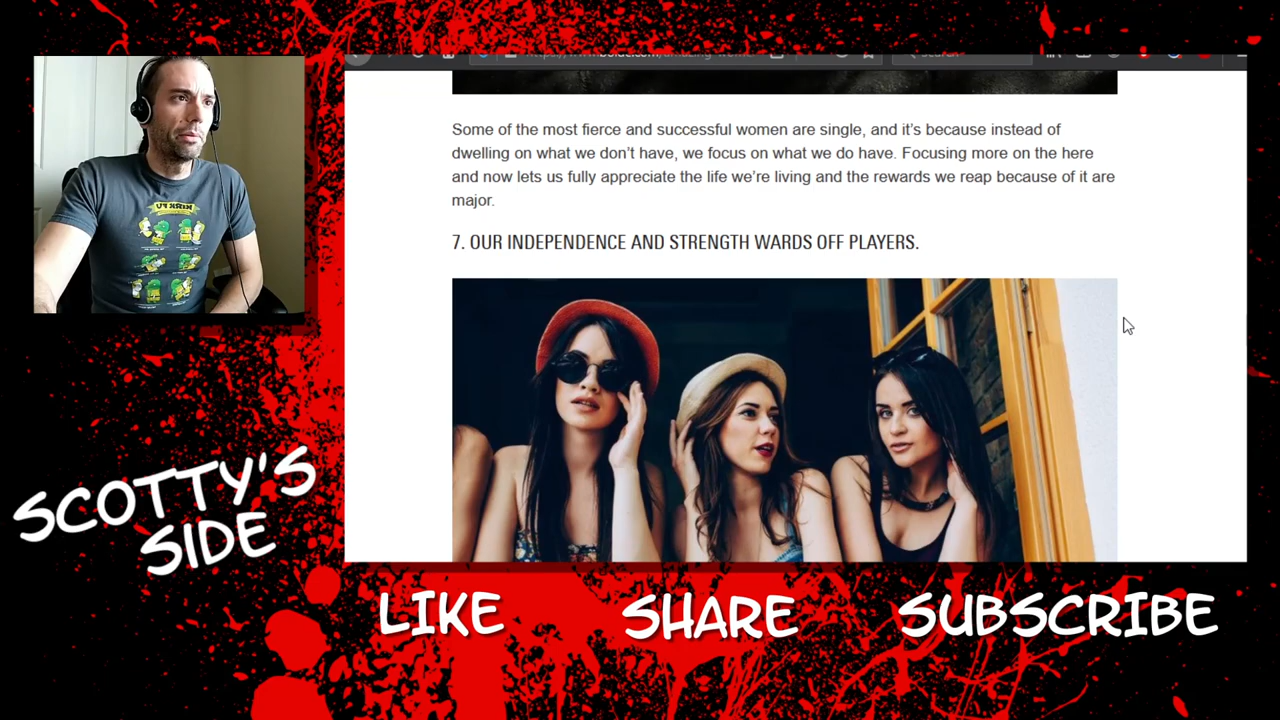 Some of the most fierce and successful women are single, and it's because instead of
dwelling on what we don't have, we focus on what we do have. Focusing more on the here
and now lets us fully appreciate the life we're living and the rewards we reap because of it are
major.
7. OUR INDEPENDENCE AND STRENGTH WARDS OFF PLAYERS.
SCOTTY'S
SIDE
LIKE
SHARE
SUBSCRIBE